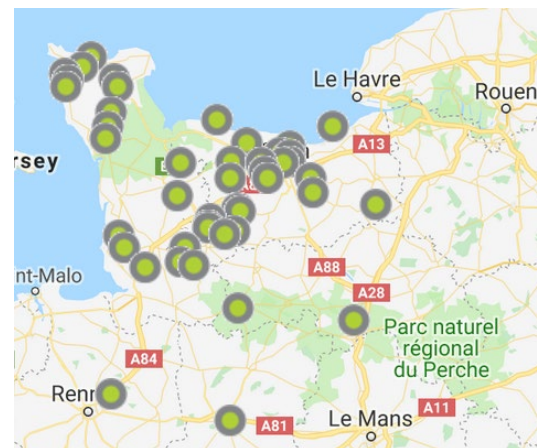 Le Havre
Rouen
rsey
A13
E
n
nt-Malo
A88
A28
Parc naturel
régional
du Perche
A84
Renn
A11
A81
Le Mans